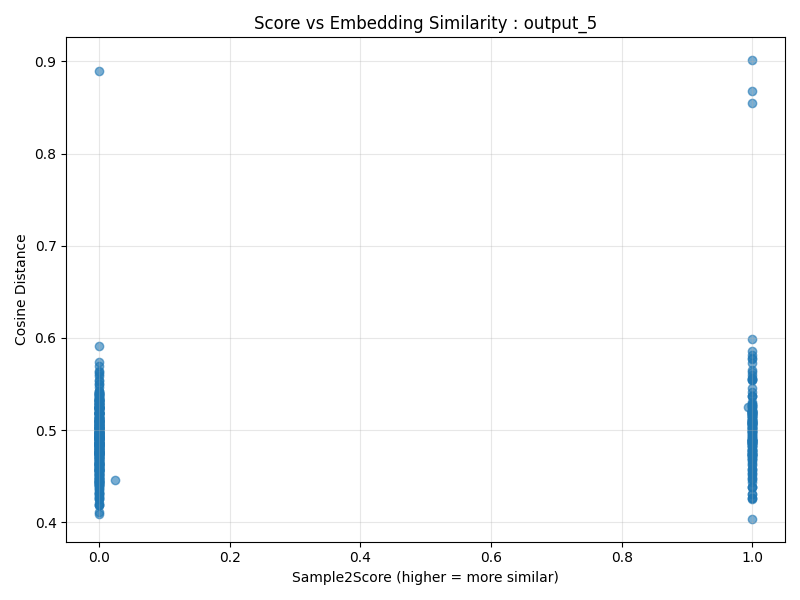 Score vs Embedding Similarity : output_5
Cosine Distance
0.9
0.8
0.7
0.6
0.5
0.4
0.0 0.2 0.4 0.6 0.8 1.0
Sample2Score (higher = more similar)